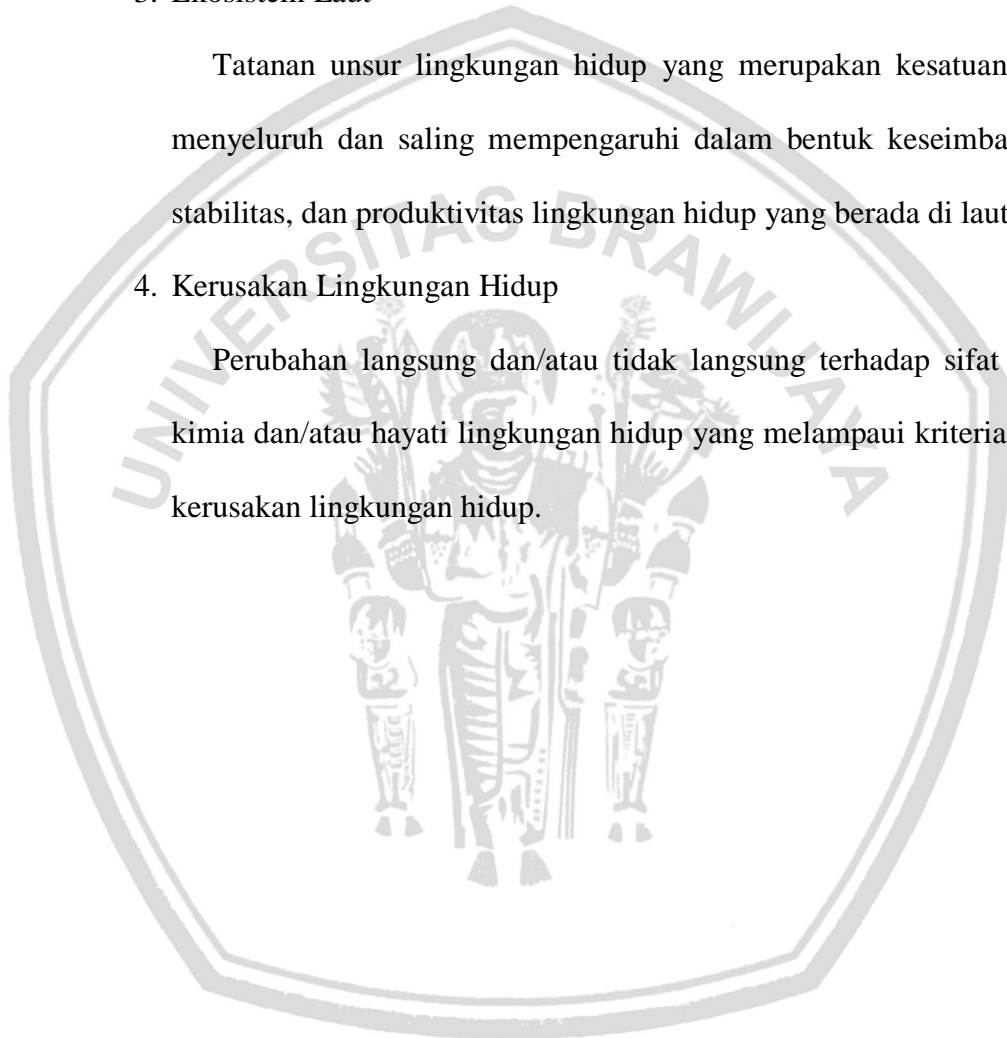 3. Ekosistem Laut
Tatanan unsur lingkungan hidup yang merupakan kesatuan
menyeluruh dan saling mempengaruhi dalam bentuk keseimba
stabilitas, dan produktivitas lingkungan hidup yang berada di laut
UNIVERSITAS BRAWIJAYA
4. Kerusakan Lingkungan Hidup
Perubahan langsung dan/atau tidak langsung terhadap sifat
kimia dan/atau hayati lingkungan hidup yang melampaui kriteria
kerusakan lingkungan hidup.